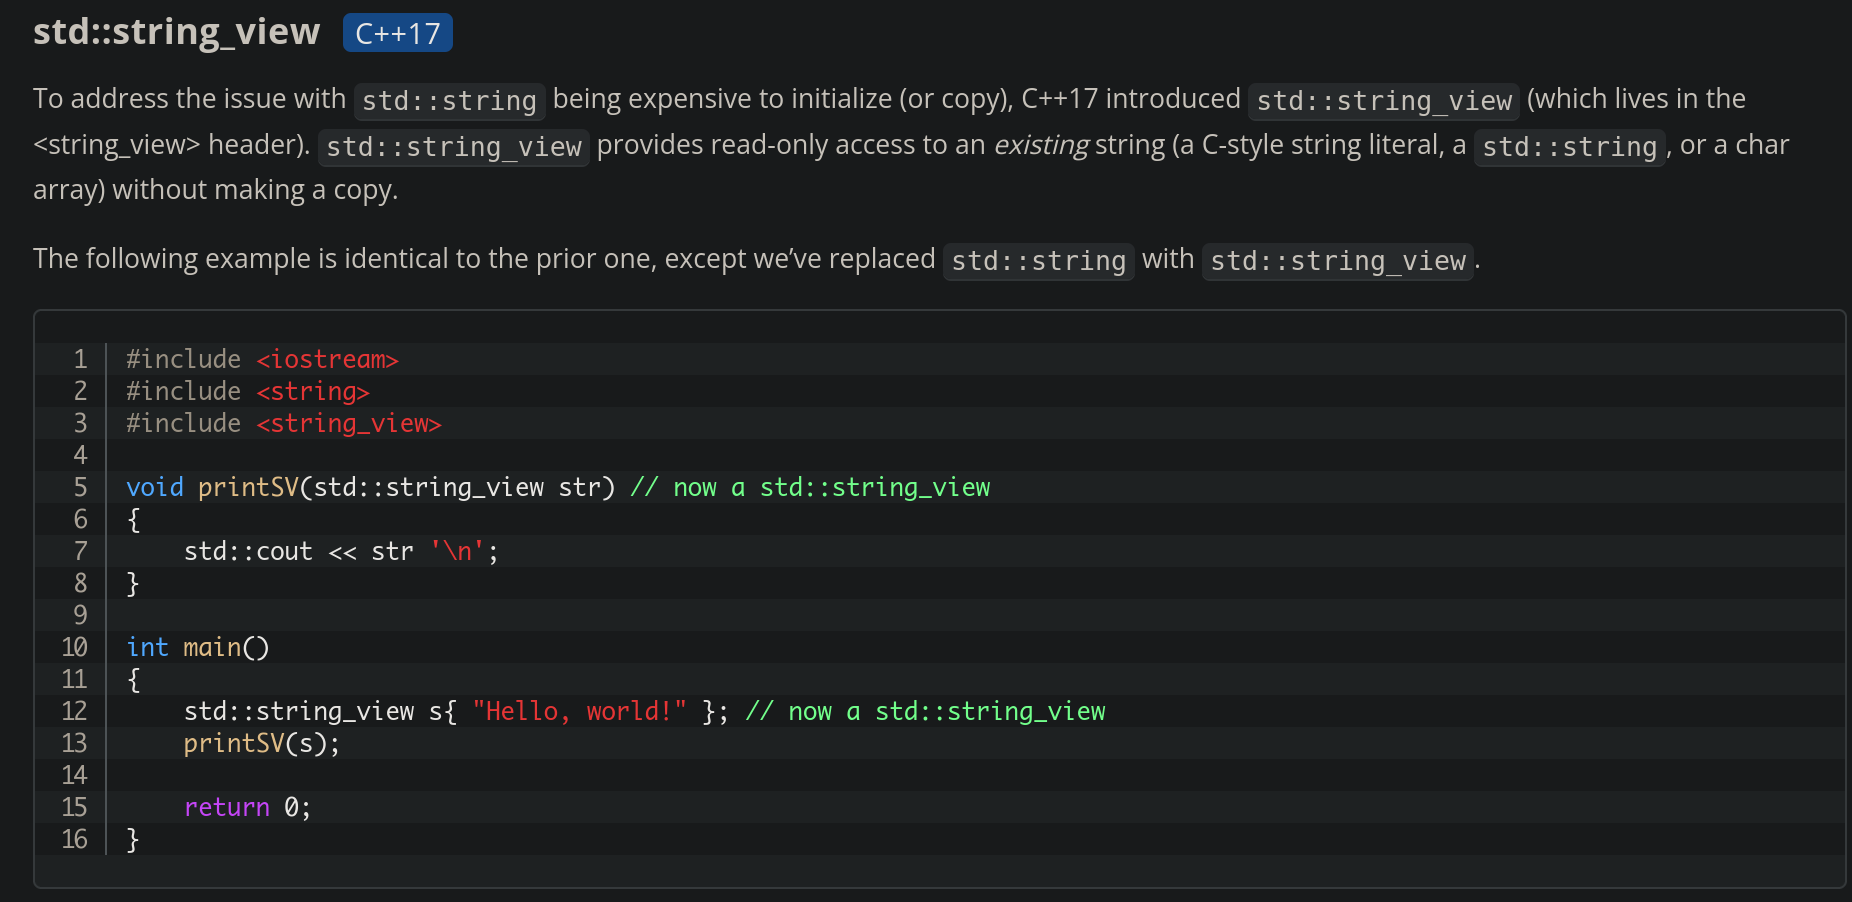 std::string_view C++17
To address the issue with std::string being expensive to initialize (or copy), C++17 introduced std::string_view (which lives in the
<string_view> header). std::string_view provides read-only access to an existing string (a C-style string literal, a std::string, or a char
array) without making a copy.
The following example is identical to the prior one, except we’ve replaced std::string with std::string_view.
1 #include <iostream>
2 #include <string>
3 #include <string_view>
4
5 void printSV(std::string_view str) // now a std::string_view
6 {
7     std::cout << str '\n';
8 }
9
10 int main()
11 {
12     std::string_view s{ "Hello, world!" }; // now a std::string_view
13     printSV(s);
14
15     return 0;
16 }